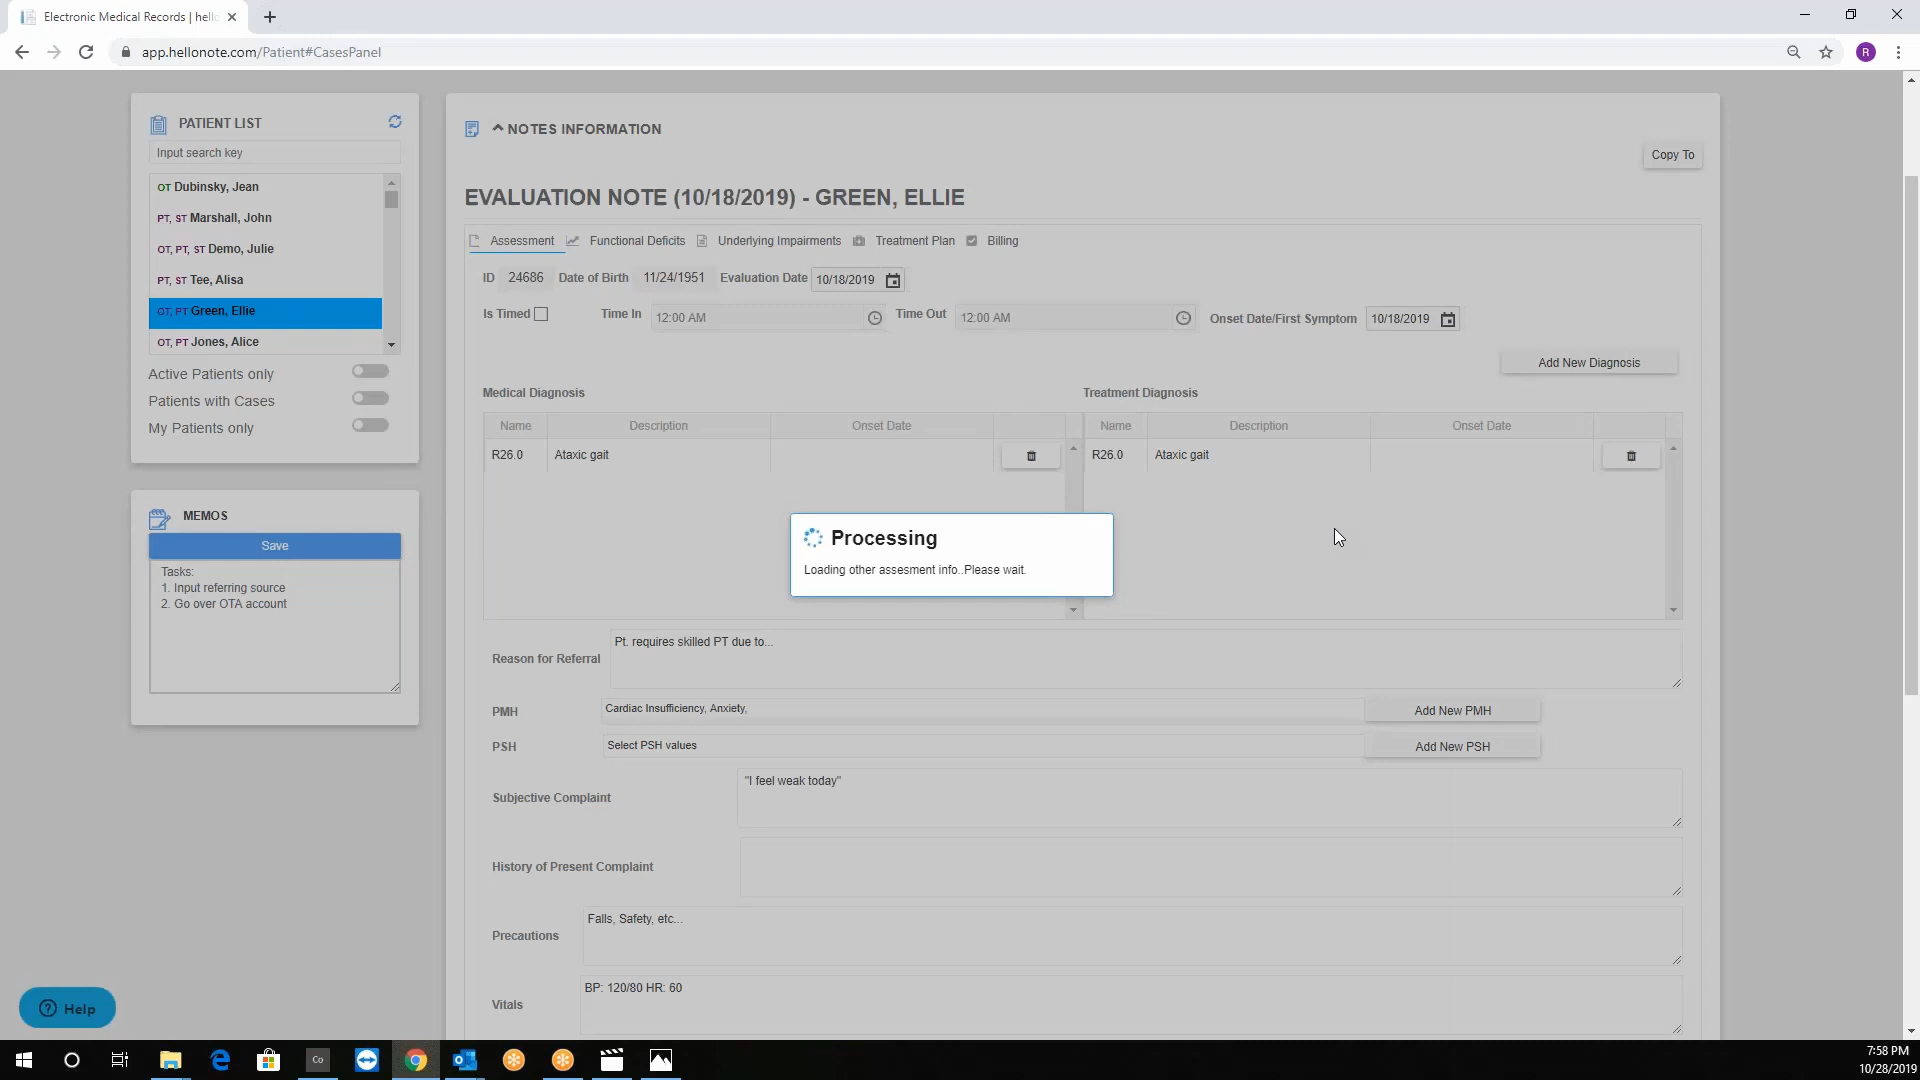 Electronic Medical Records | hello
app.hellonote.com/Patient#CasesPanel
R
PATIENT LIST
Input search key
OT Dubinsky, Jean
PT, ST Marshall, John
OT, PT, ST Demo, Julie
PT, ST Tee, Alisa
OT, PT Green, Ellie
OT, PT Jones, Alice
Active Patients only
Patients with Cases
My Patients only
MEMOS
Save
Tasks:
1. Input referring source
2. Go over OTA account
Help
NOTES INFORMATION
Copy To
EVALUATION NOTE (10/18/2019) - GREEN, ELLIE
Assessment Functional Deficits Underlying Impairments Treatment Plan Billing
ID 24686 Date of Birth 11/24/1951 Evaluation Date 10/18/2019
Is Timed Time In 12:00 AM Time Out 12:00 AM Onset Date/First Symptom 10/18/2019
Add New Diagnosis
Medical Diagnosis Treatment Diagnosis
Name Description Onset Date Name Description Onset Date
R26.0 Ataxic gait R26.0 Ataxic gait
Processing
Loading other assesment info..Please wait.
Reason for Referral Pt. requires skilled PT due to...
PMH Cardiac Insufficiency, Anxiety, Add New PMH
PSH Select PSH values Add New PSH
Subjective Complaint "I feel weak today"
History of Present Complaint
Precautions Falls, Safety, etc...
Vitals BP: 120/80 HR: 60
Co
7:58 PM
10/28/2019